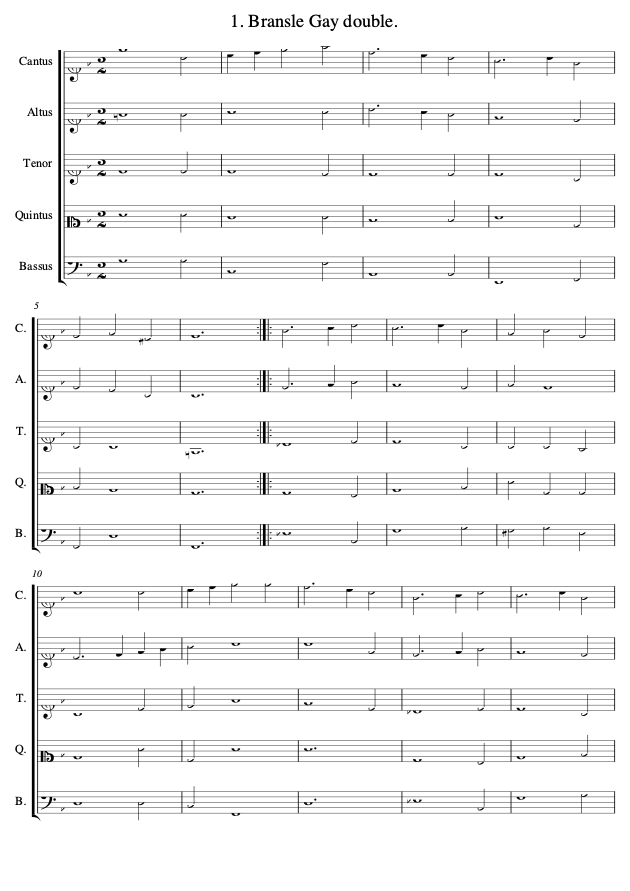 1. Bransle Gay double.
Cantus
Altus
Tenor
Quintus
Bassus
5
C.
A.
T.
Q.
B.
10
C.
A.
T.
Q.
B.